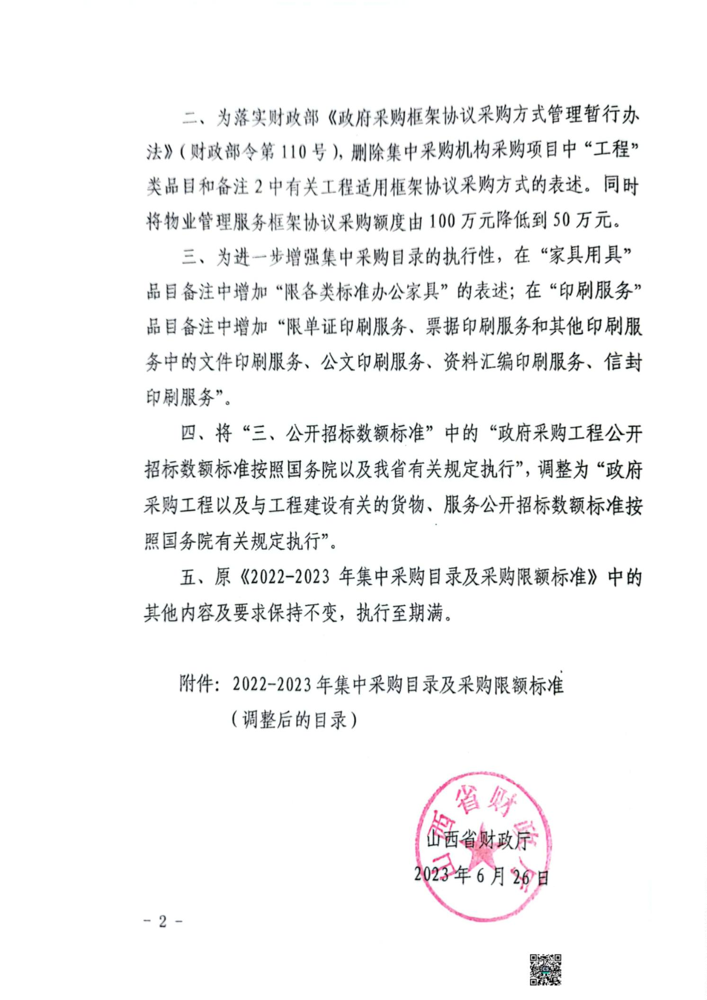 二、为落实财政部《政府采购框架协议采购方式管理暂行办
法》（财政部令第 110 号），删除集中采购机构采购项目中“工程”
类品目和备注 2 中有关工程适用框架协议采购方式的表述。同时
将物业管理服务框架协议采购额度由 100 万元降低到 50 万元。
三、为进一步增强集中采购目录的执行性，在“家具用具”
品目备注中增加“限各类标准办公家具”的表述；在“印刷服务”
品目备注中增加“限单证印刷服务、票据印刷服务和其他印刷服
务中的文件印刷服务、公文印刷服务、资料汇编印刷服务、信封
印刷服务”。
四、将“三、公开招标数额标准”中的“政府采购工程公开
招标数额标准按照国务院以及我省有关规定执行”，调整为“政府
采购工程以及与工程建设有关的货物、服务公开招标数额标准按
照国务院有关规定执行”。
五、原《2022-2023 年集中采购目录及采购限额标准》中的
其他内容及要求保持不变，执行至期满。
附件：2022-2023 年集中采购目录及采购限额标准
（调整后的目录）
山西省财政厅
山西省财政厅
2023 年 6 月 26 日
- 2 -
CS